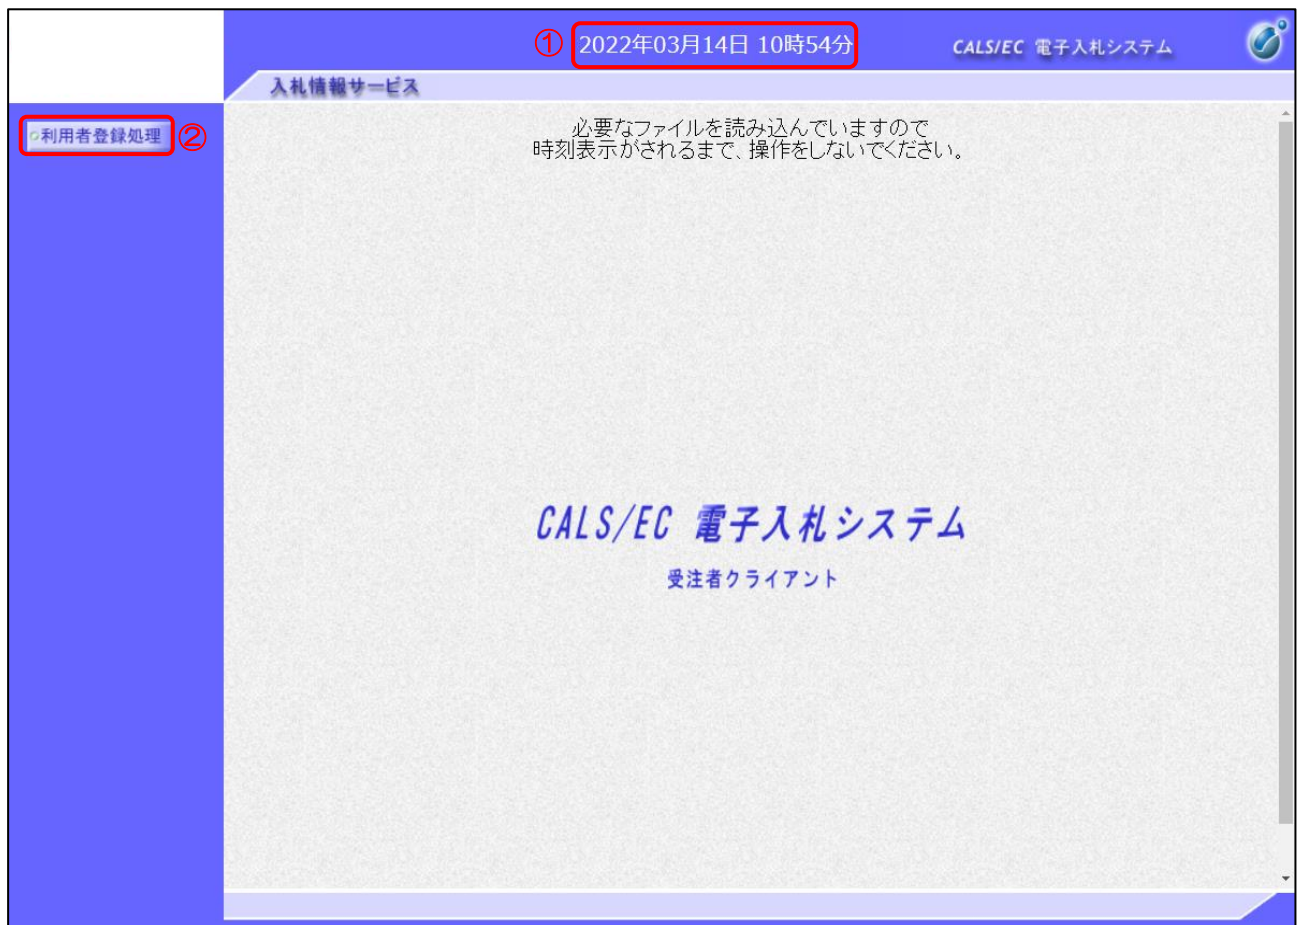 ① 2022年03月14日 10時54分
CALS/EC 電子入札システム
入札情報サービス
利用者登録処理 ②
必要なファイルを読み込んでいますので
時刻表示がされるまで、操作をしないでください。
CALS/EC 電子入札システム
受注者クライアント